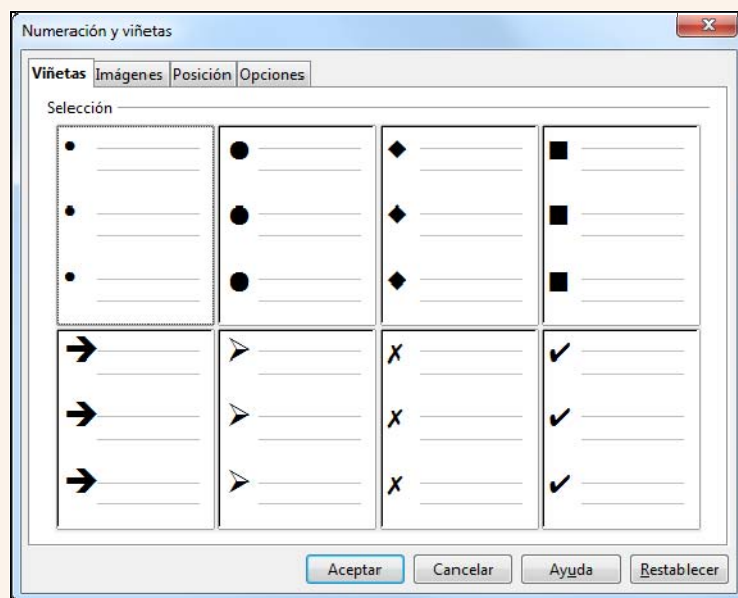 Numeración y viñetas
Viñetas Imágenes Posición Opciones
Selección
Aceptar Cancelar Ayuda Restablecer